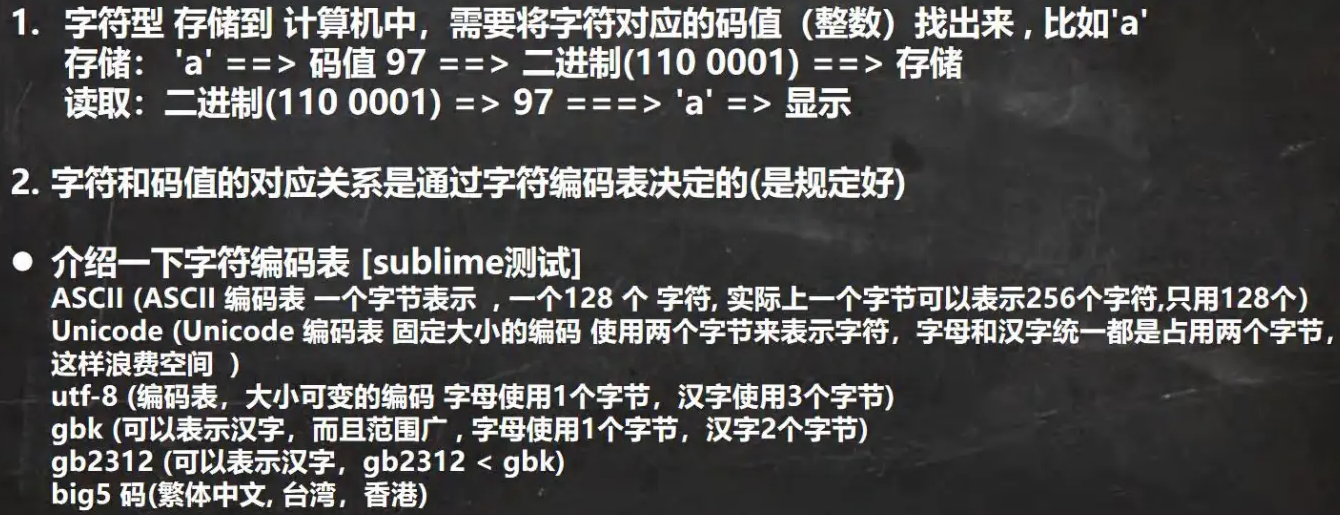 1. 字符型 存储到 计算机中，需要将字符对应的码值（整数）找出来 , 比如'a'
存储： 'a' ==> 码值 97 ==> 二进制(110 0001) ==> 存储
读取：二进制(110 0001) => 97 ===> 'a' => 显示
2. 字符和码值的对应关系是通过字符编码表决定的(是规定好)
● 介绍一下字符编码表 [sublime测试]
ASCII (ASCII 编码表 一个字节表示 , 一个128 个 字符, 实际上一个字节可以表示256个字符,只用128个)
Unicode (Unicode 编码表 固定大小的编码 使用两个字节来表示字符，字母和汉字统一都是占用两个字节，
这样浪费空间 )
utf-8 (编码表，大小可变的编码 字母使用1个字节，汉字使用3个字节)
gbk (可以表示汉字，而且范围广 , 字母使用1个字节，汉字2个字节)
gb2312 (可以表示汉字，gb2312 < gbk)
big5 码(繁体中文, 台湾，香港)